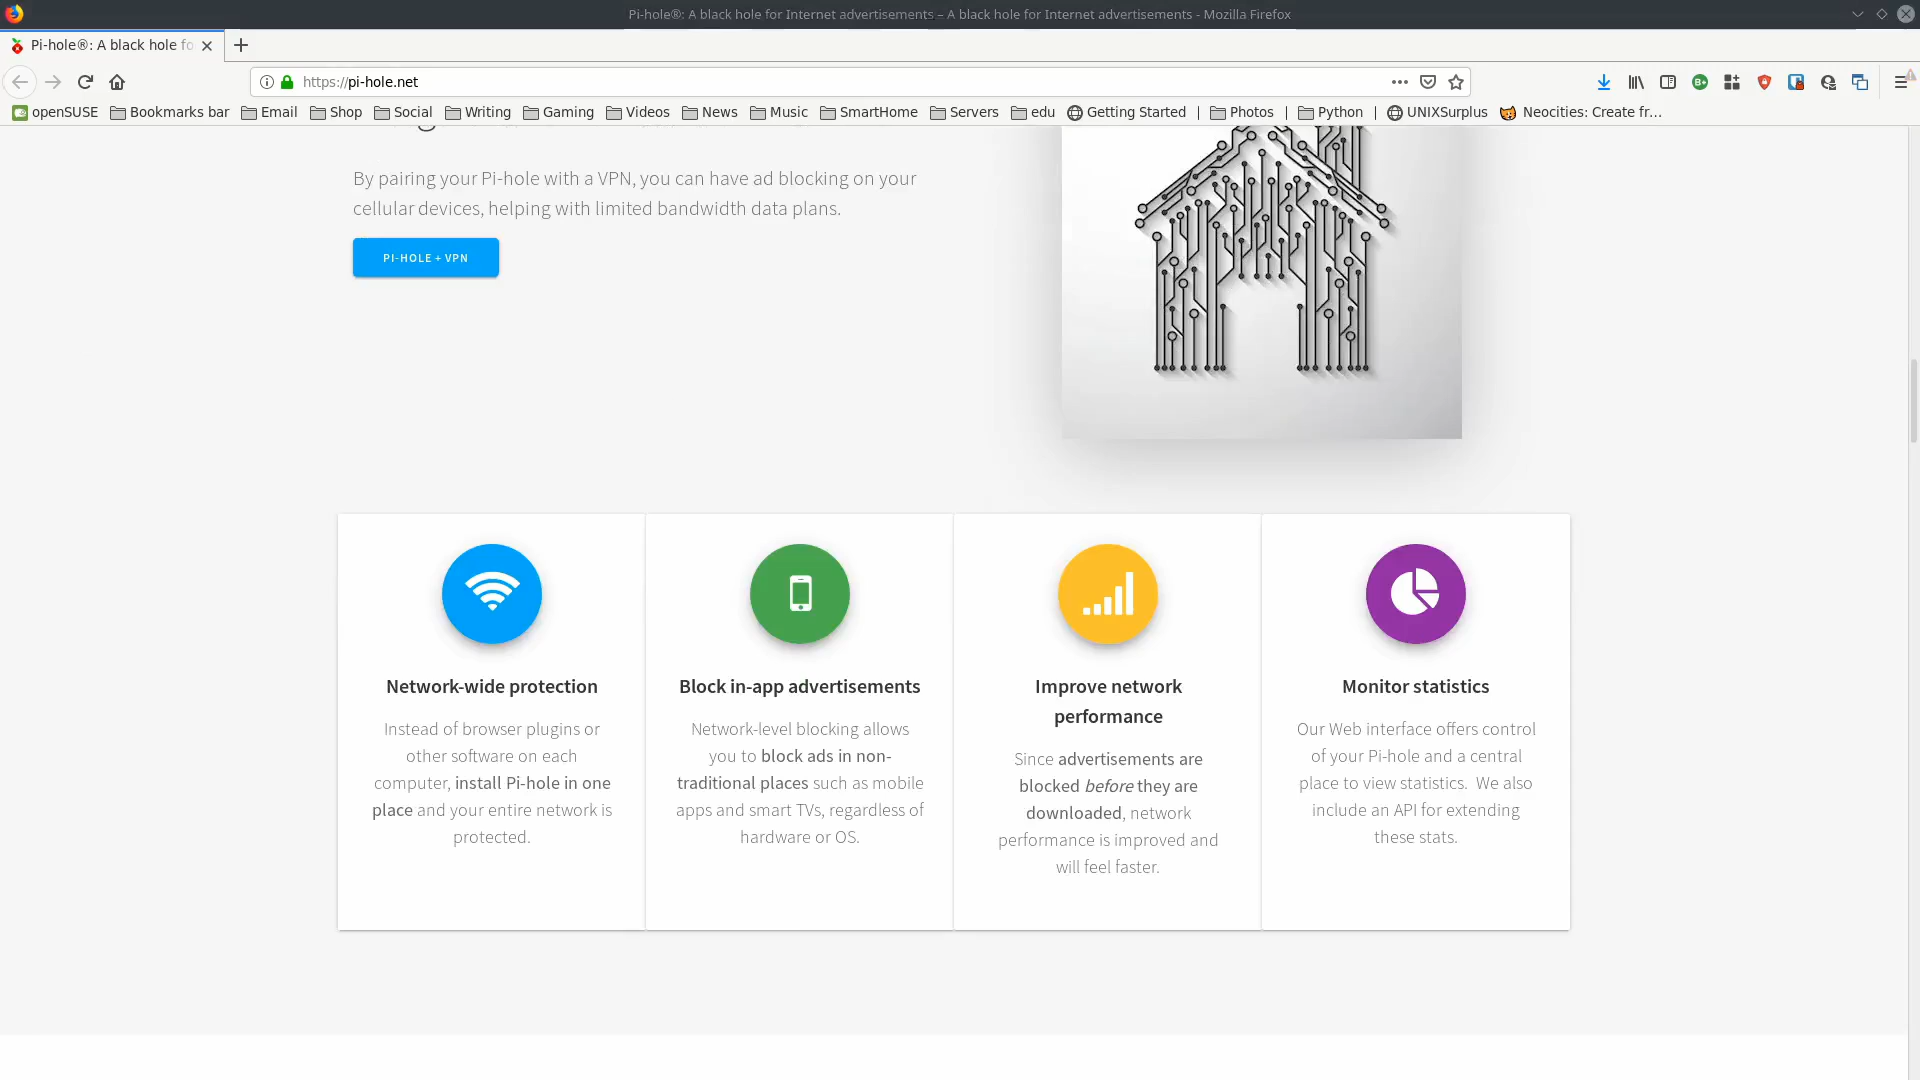 Pi-hole®: A black hole for Internet advertisements – A black hole for Internet advertisements - Mozilla Firefox
Pi-hole®: A black hole fo
https://pi-hole.net
openSUSE Bookmarks bar Email Shop Social Writing Gaming Videos News Music SmartHome Servers edu Getting Started | Photos | Python | UNIXSurplus Neocities: Create fr...
By pairing your Pi-hole with a VPN, you can have ad blocking on your
cellular devices, helping with limited bandwidth data plans.
PI-HOLE + VPN
Network-wide protection
Instead of browser plugins or
other software on each
computer, install Pi-hole in one
place and your entire network is
protected.
Block in-app advertisements
Network-level blocking allows
you to block ads in non-
traditional places such as mobile
apps and smart TVs, regardless of
hardware or OS.
Improve network
performance
Since advertisements are
blocked before they are
downloaded, network
performance is improved and
will feel faster.
Monitor statistics
Our Web interface offers control
of your Pi-hole and a central
place to view statistics.  We also
include an API for extending
these stats.